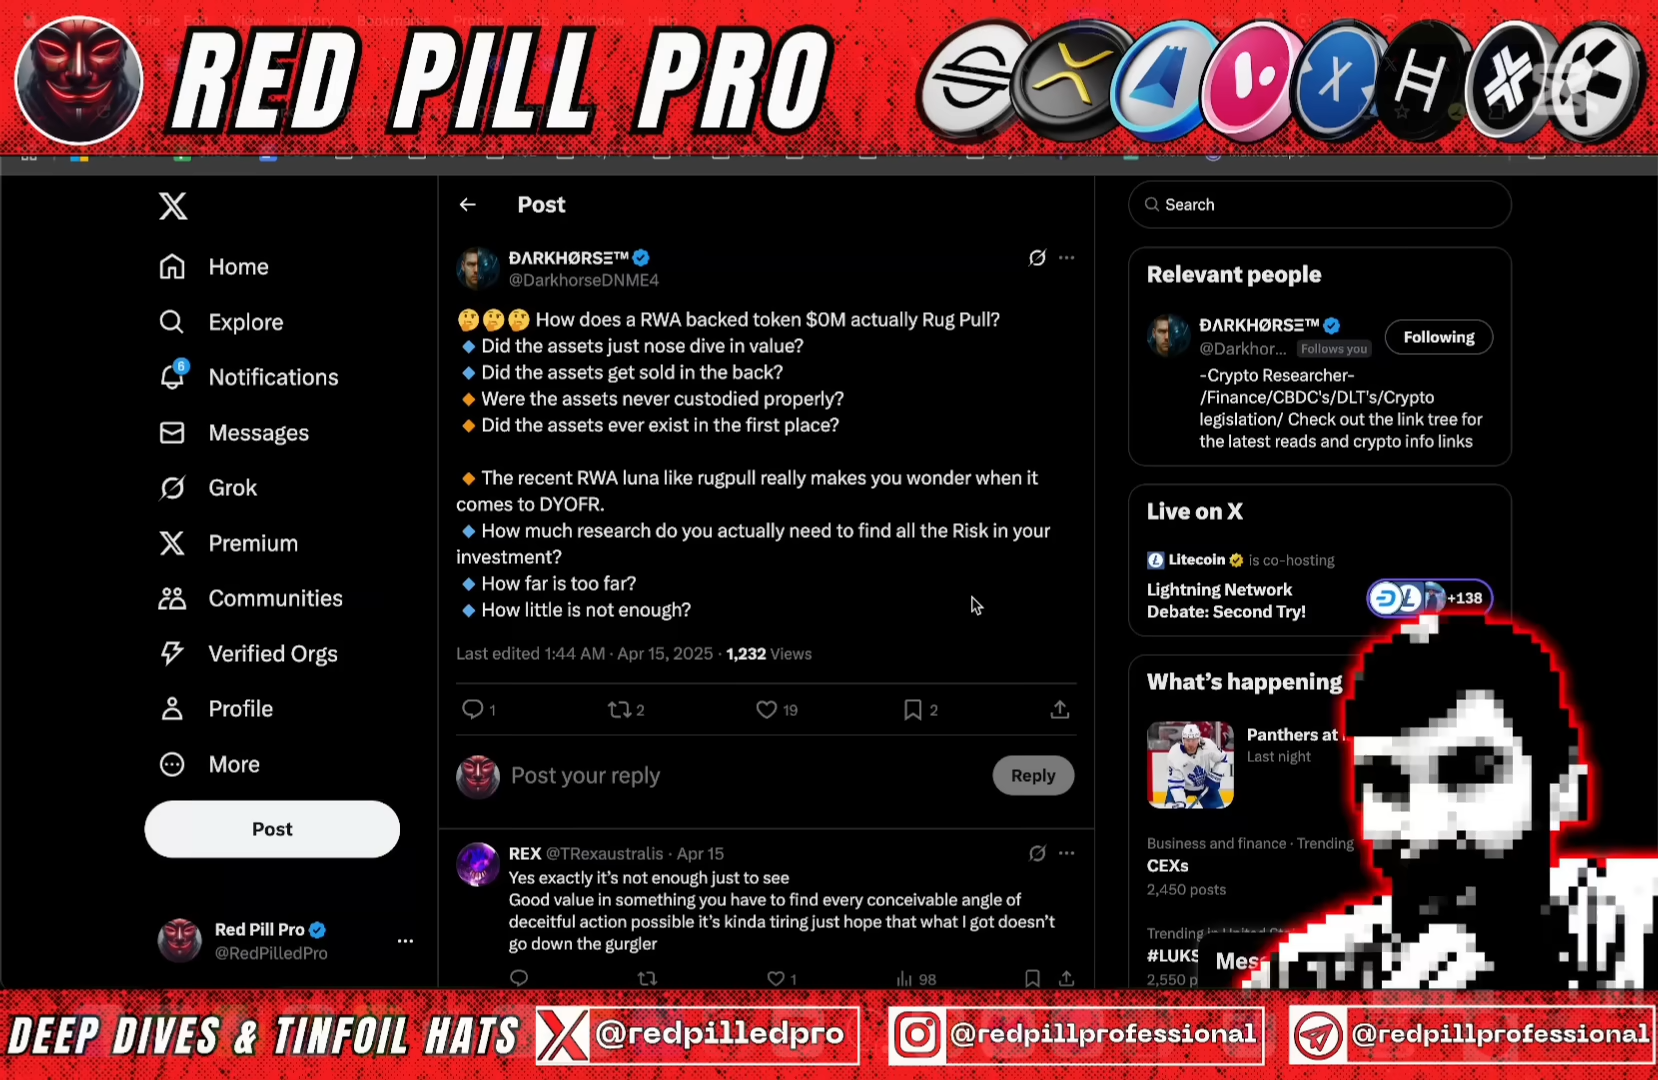 RED PILL PRO
Post
Search
ÐΛRKHØRSΞ™
@DarkhorseDNME4
🤔🤔🤔 How does a RWA backed token $0M actually Rug Pull?
🔹 Did the assets just nose dive in value?
🔹 Did the assets get sold in the back?
🔸 Were the assets never custodied properly?
🔸 Did the assets ever exist in the first place?
🔸 The recent RWA luna like rugpull really makes you wonder when it
comes to DYOFR.
🔹 How much research do you actually need to find all the Risk in your
investment?
🔹 How far is too far?
🔹 How little is not enough?
Last edited 1:44 AM · Apr 15, 2025 · 1,232 Views
1
2
19
2
Post your reply
Reply
REX @TRexaustralis · Apr 15
Yes exactly it’s not enough just to see
Good value in something you have to find every conceivable angle of
deceitful action possible it’s kinda tiring just hope that what I got doesn’t
go down the gurgler
1
98
Home
Explore
6
Notifications
Messages
Grok
Premium
Communities
Verified Orgs
Profile
More
Post
Red Pill Pro
@RedPilledPro
Relevant people
ÐΛRKHØRSΞ™
@Darkhor... Follows you
Following
-Crypto Researcher-
/Finance/CBDC's/DLT's/Crypto
legislation/ Check out the link tree for
the latest reads and crypto info links
Live on X
Litecoin is co-hosting
Lightning Network
Debate: Second Try!
+138
What’s happening
Panthers at
Last night
Business and finance · Trending
CEXs
2,450 posts
Trending in United
#LUKS
2,550
DEEP DIVES & TINFOIL HATS
@redpilledpro
@redpillprofessional
@redpillprofessional